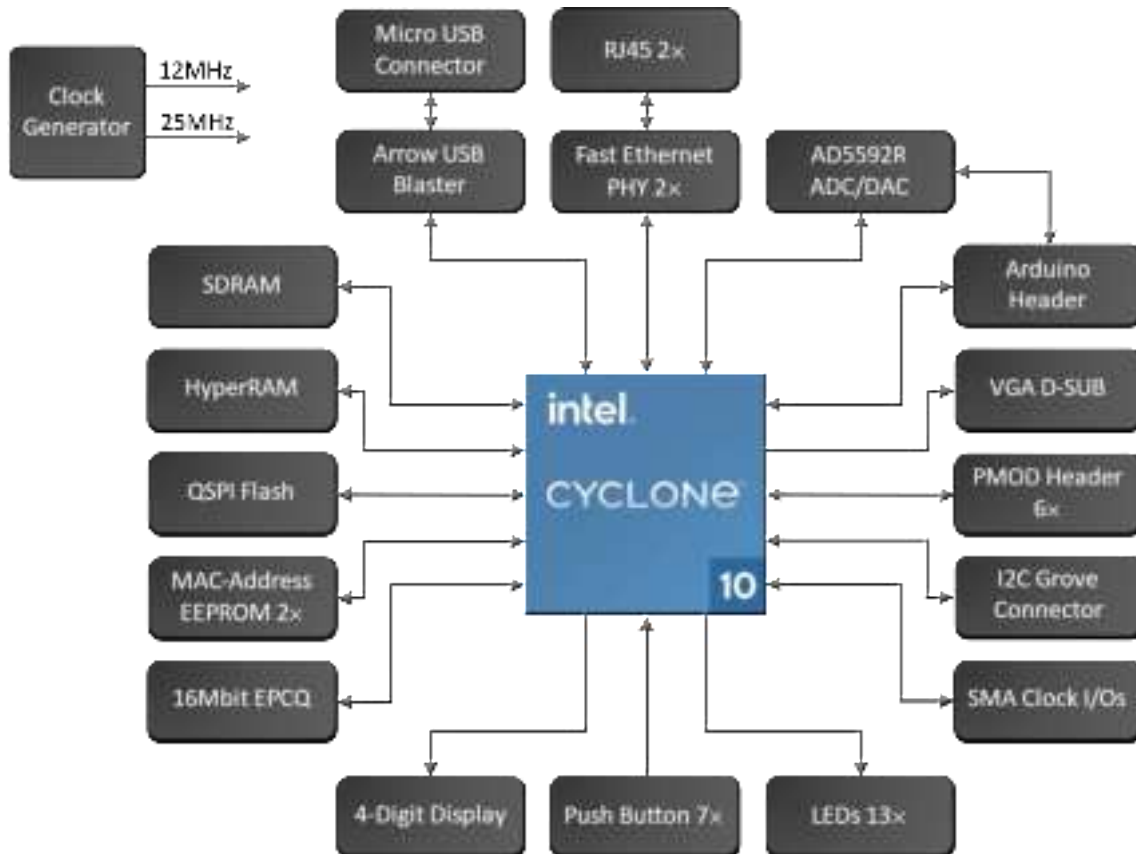 Micro USB
Connector
RJ45 2×
Clock
Generator
12MHz
25MHz
Arrow USB
Blaster
Fast Ethernet
PHY 2×
AD5592R
ADC/DAC
SDRAM
Arduino
Header
HyperRAM
intel.
VGA D-SUB
QSPI Flash
CYCLONE
PMOD Header
6×
MAC-Address
EEPROM 2×
10
I2C Grove
Connector
16Mbit EPCQ
SMA Clock I/Os
4-Digit Display
Push Button 7×
LEDs 13×